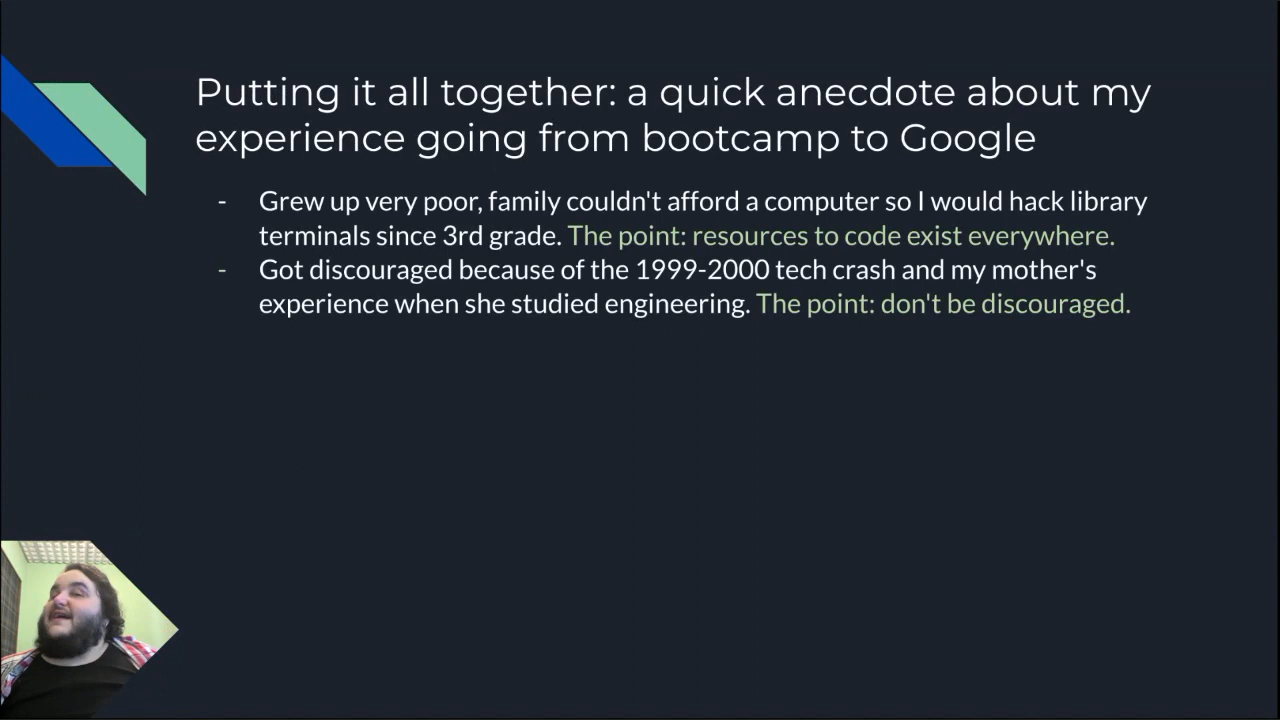 Putting it all together: a quick anecdote about my
experience going from bootcamp to Google
- Grew up very poor, family couldn't afford a computer so I would hack library
terminals since 3rd grade. The point: resources to code exist everywhere.
- Got discouraged because of the 1999-2000 tech crash and my mother's
experience when she studied engineering. The point: don't be discouraged.